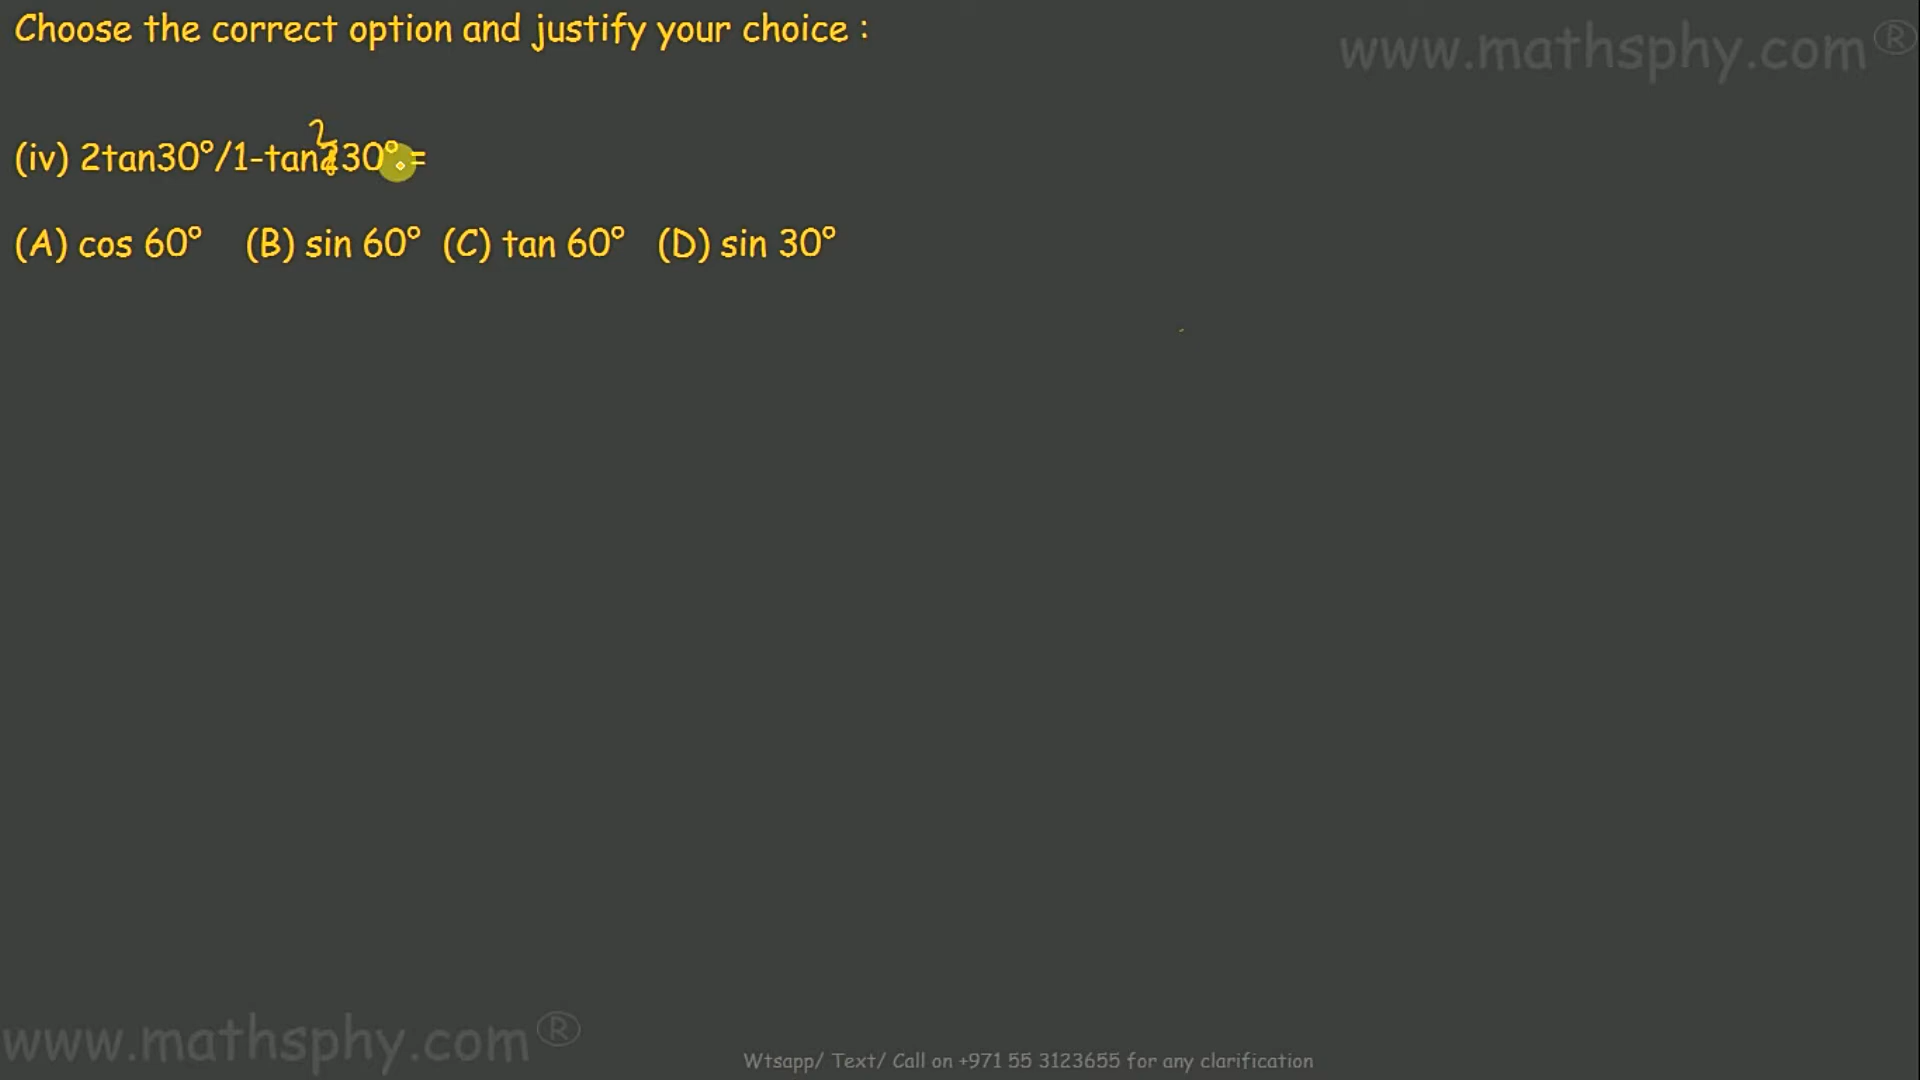 Choose the correct option and justify your choice :
www.mathsphy.com®
(iv) 2tan30°/1-tan²30° =
(A) cos 60° (B) sin 60° (C) tan 60° (D) sin 30°
www.mathsphy.com®
Wtsapp/ Text/ Call on +971 55 3123655 for any clarification